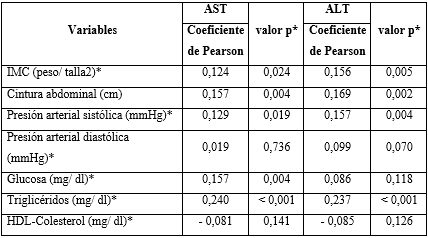 Variables AST ALT
Coeficiente de Pearson valor p* Coeficiente de Pearson valor p*
IMC (peso/ talla2)* 0,124 0,024 0,156 0,005
Cintura abdominal (cm) 0,157 0,004 0,169 0,002
Presión arterial sistólica (mmHg)* 0,129 0,019 0,157 0,004
Presión arterial diastólica
(mmHg)* 0,019 0,736 0,099 0,070
Glucosa (mg/ dl)* 0,157 0,004 0,086 0,118
Triglicéridos (mg/ dl)* 0,240 < 0,001 0,237 < 0,001
HDL-Colesterol (mg/ dl)* - 0,081 0,141 - 0,085 0,126